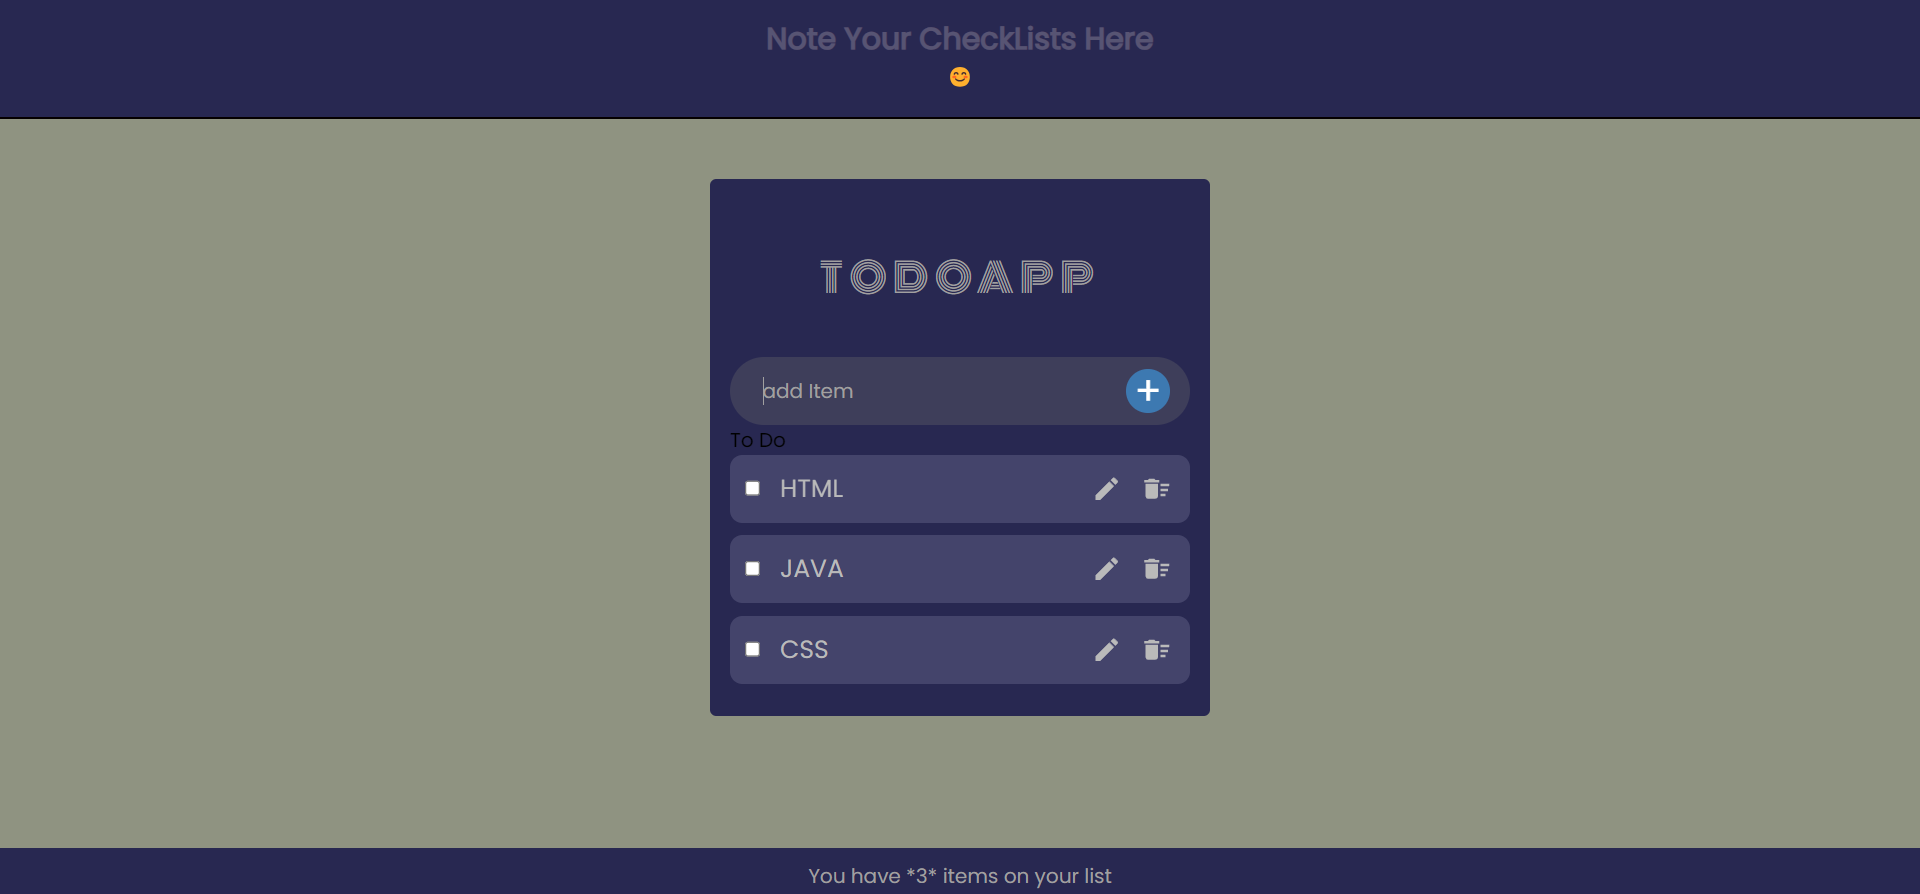 Note Your CheckLists Here
😊
TODOAPP
add Item
To Do
HTML
JAVA
CSS
You have *3* items on your list